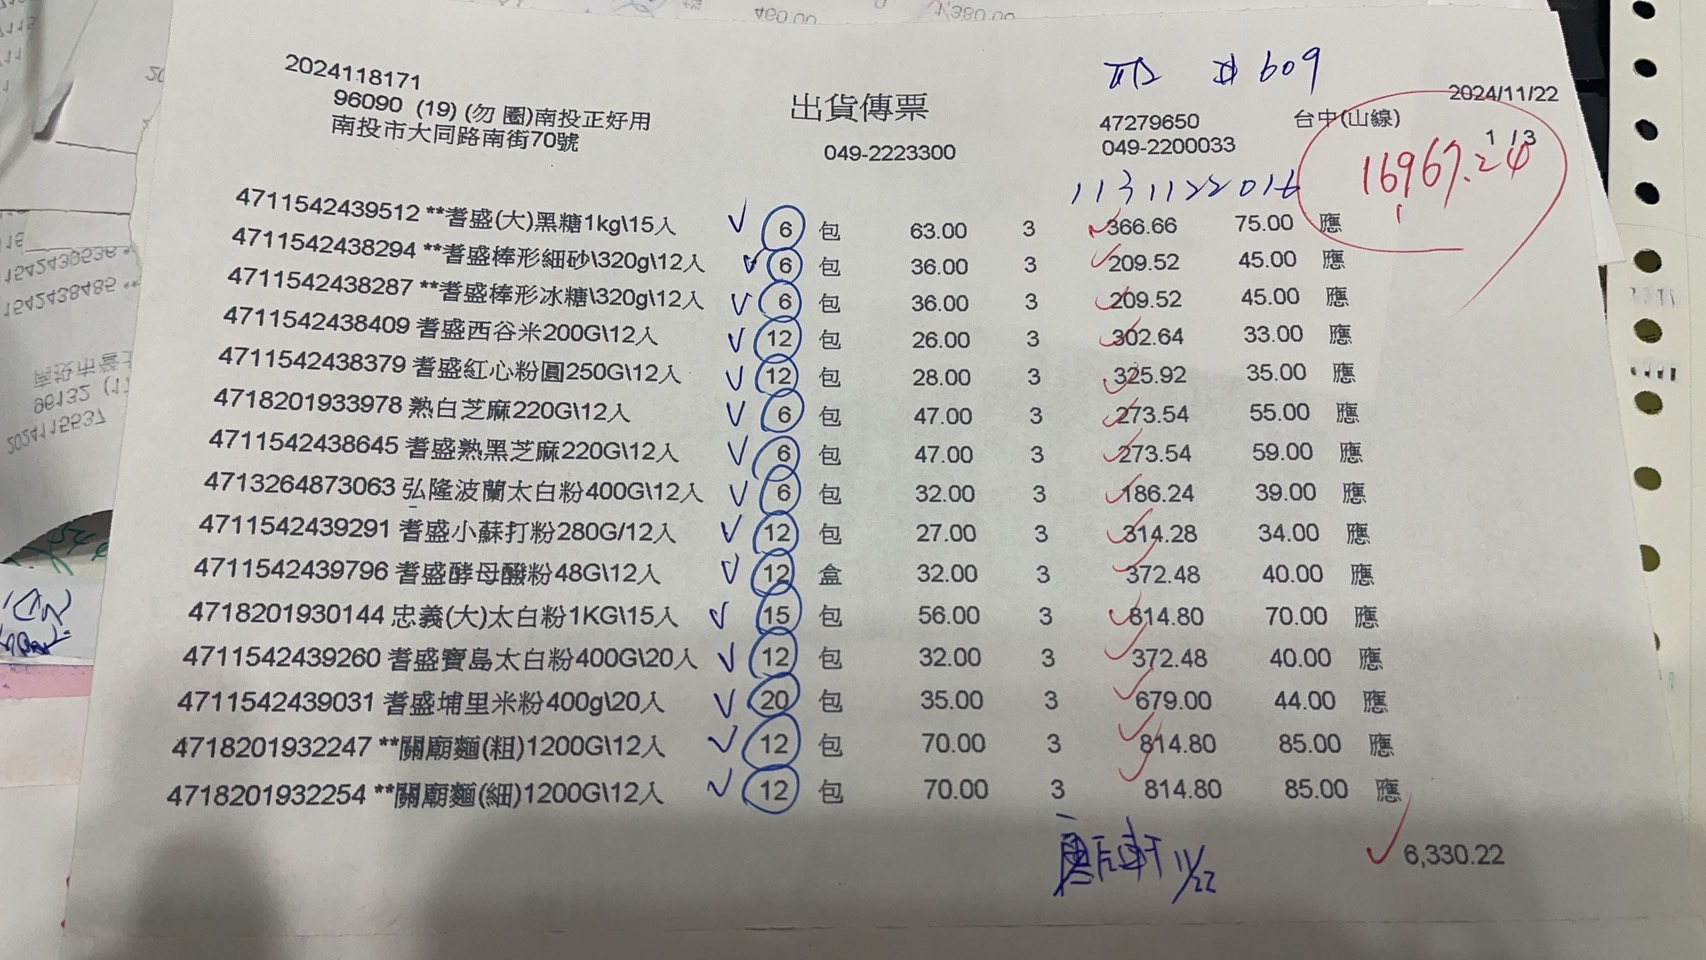 460.00 1,380.00
2024118171
96090 (19) (勿 圈)南投正好用
南投市大同路南街70號
出貨傳票
049-2223300
#609
47279650
049-2200033
台中(山線)
2024/11/22
1 /3
16967.24
1131122016
4711542439512 **耆盛(大)黑糖1kg\15入 6 包 63.00 3 366.66 75.00 應
4711542438294 **耆盛棒形細砂\320g\12入 6 包 36.00 3 209.52 45.00 應
4711542438287 **耆盛棒形冰糖\320g\12入 6 包 36.00 3 209.52 45.00 應
4711542438409 耆盛西谷米200G\12入 12 包 26.00 3 302.64 33.00 應
4711542438379 耆盛紅心粉圓250G\12入 12 包 28.00 3 325.92 35.00 應
4718201933978 熟白芝麻220G\12入 6 包 47.00 3 273.54 55.00 應
4711542438645 耆盛熟黑芝麻220G\12入 6 包 47.00 3 273.54 59.00 應
4713264873063 弘隆波蘭太白粉400G\12入 6 包 32.00 3 186.24 39.00 應
4711542439291 耆盛小蘇打粉280G/12入 12 包 27.00 3 314.28 34.00 應
4711542439796 耆盛酵母醱粉48G\12入 12 盒 32.00 3 372.48 40.00 應
4718201930144 忠義(大)太白粉1KG\15入 15 包 56.00 3 814.80 70.00 應
4711542439260 耆盛寶島太白粉400G\20入 12 包 32.00 3 372.48 40.00 應
4711542439031 耆盛埔里米粉400g\20入 20 包 35.00 3 679.00 44.00 應
4718201932247 **關廟麵(粗)1200G\12入 12 包 70.00 3 814.80 85.00 應
4718201932254 **關廟麵(細)1200G\12入 12 包 70.00 3 814.80 85.00 應
11/22
6,330.22
1542439536
1542438485 **
南投市營
96132 (1
2024115537